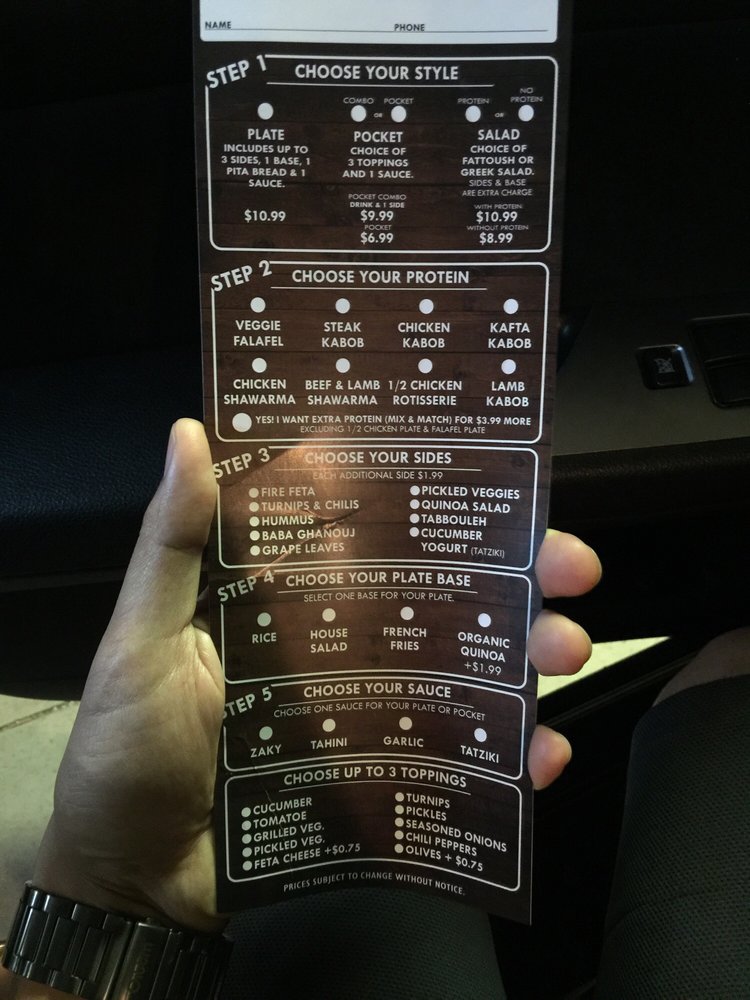 NAME PHONE
STEP 1 CHOOSE YOUR STYLE
PLATE
INCLUDES UP TO
3 SIDES, 1 BASE, 1
PITA BREAD & 1
SAUCE.
$10.99
COMBO OR POCKET
POCKET
CHOICE OF
3 TOPPINGS
AND 1 SAUCE.
POCKET COMBO
DRINK & 1 SIDE
$9.99
POCKET
$6.99
PROTEIN OR NO PROTEIN
SALAD
CHOICE OF
FATTOUSH OR
GREEK SALAD.
SIDES & BASE
ARE EXTRA CHARGE
WITH PROTEIN
$10.99
WITHOUT PROTEIN
$8.99
STEP 2 CHOOSE YOUR PROTEIN
VEGGIE FALAFEL
STEAK KABOB
CHICKEN KABOB
KAFTA KABOB
CHICKEN SHAWARMA
BEEF & LAMB SHAWARMA
1/2 CHICKEN ROTISSERIE
LAMB KABOB
YES! I WANT EXTRA PROTEIN (MIX & MATCH) FOR $3.99 MORE
EXCLUDING 1/2 CHICKEN PLATE & FALAFEL PLATE
STEP 3 CHOOSE YOUR SIDES
EACH ADDITIONAL SIDE $1.99
FIRE FETA
TURNIPS & CHILIS
HUMMUS
BABA GHANOUJ
GRAPE LEAVES
PICKLED VEGGIES
QUINOA SALAD
TABBOULEH
CUCUMBER
YOGURT (TATZIKI)
STEP 4 CHOOSE YOUR PLATE BASE
SELECT ONE BASE FOR YOUR PLATE.
RICE
HOUSE SALAD
FRENCH FRIES
ORGANIC QUINOA +$1.99
STEP 5 CHOOSE YOUR SAUCE
CHOOSE ONE SAUCE FOR YOUR PLATE OR POCKET
ZAKY
TAHINI
GARLIC
TATZIKI
CHOOSE UP TO 3 TOPPINGS
CUCUMBER
TOMATOE
GRILLED VEG.
PICKLED VEG.
FETA CHEESE +$0.75
TURNIPS
PICKLES
SEASONED ONIONS
CHILI PEPPERS
OLIVES + $0.75
PRICES SUBJECT TO CHANGE WITHOUT NOTICE.